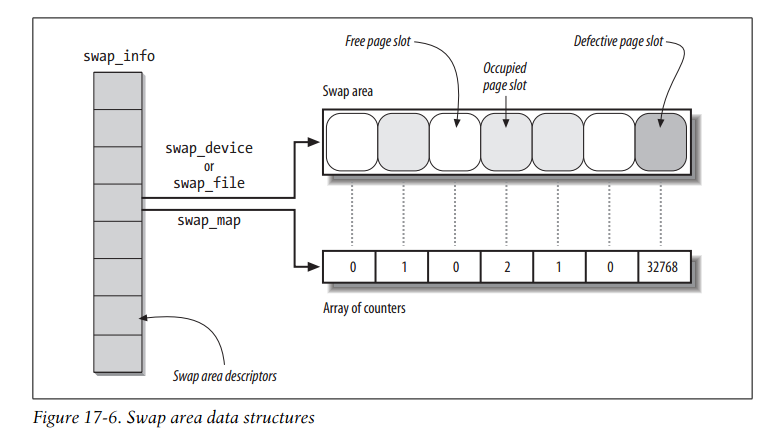 swap_info
Free page slot
Defective page slot
Occupied
page slot
Swap area
swap_device
or
swap_file
swap_map
0 1 0 2 1 0 32768
Array of counters
Swap area descriptors
Figure 17-6. Swap area data structures